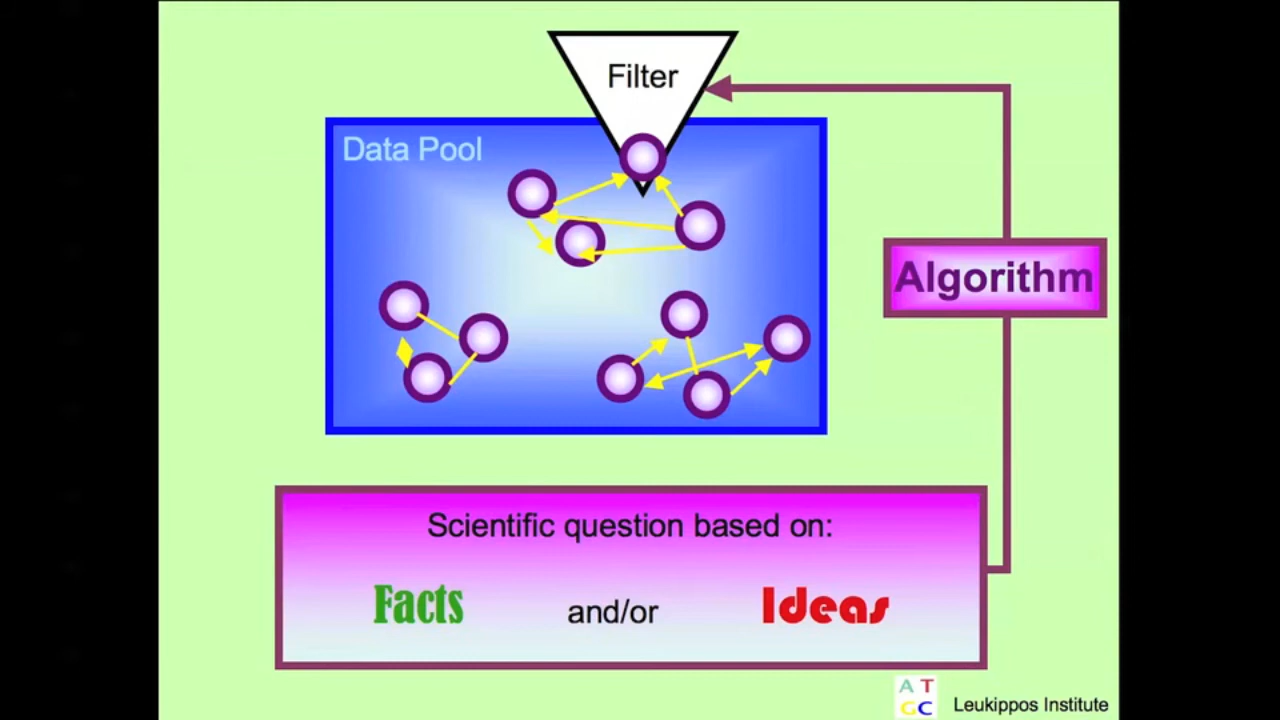 Filter
Data Pool
Algorithm
Scientific question based on:
Facts and/or Ideas
A T
G C
Leukippos Institute